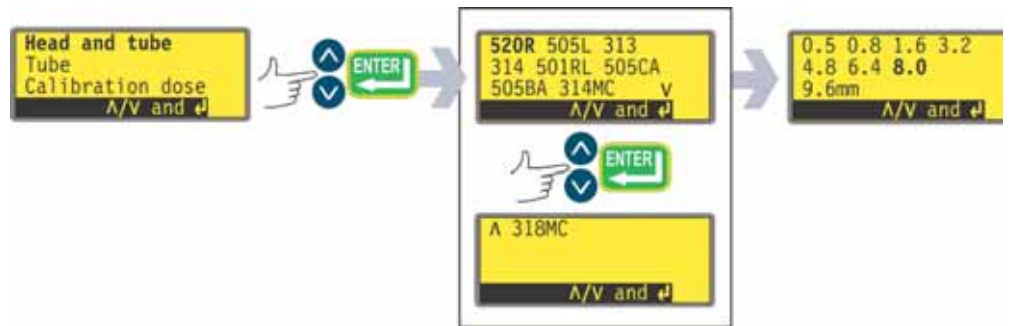 Head and tube
Tube
Calibration dose
∧/∨ and ↵
ENTER
520R 505L 313
314 501RL 505CA
505BA 314MC ∨
∧/∨ and ↵
ENTER
∧ 318MC
∧/∨ and ↵
0.5 0.8 1.6 3.2
4.8 6.4 8.0
9.6mm
∧/∨ and ↵